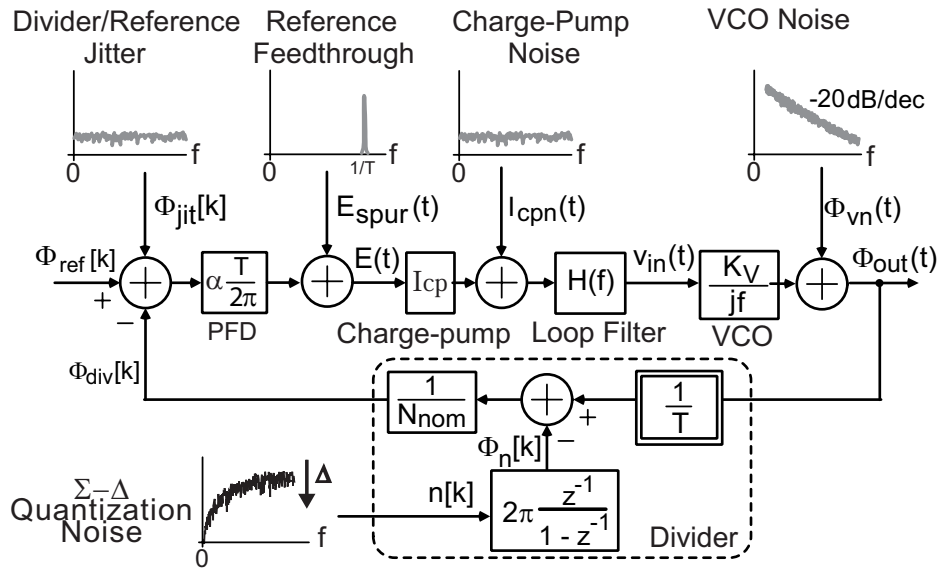 Divider/Reference
Jitter
Reference
Feedthrough
Charge-Pump
Noise
VCO Noise
-20dB/dec
0
f
0
1/T
f
0
f
0
f
Φjit[k]
Espur(t)
Icpn(t)
Φvn(t)
Φref[k]
+
−
α T/2π
PFD
E(t)
Icp
Charge-pump
H(f)
Loop Filter
vin(t)
KV/jf
VCO
Φout(t)
Φdiv[k]
1/Nnom
+
−
1/T
Φn[k]
n[k]
2π z-1/1 - z-1
Divider
Σ−Δ
Quantization
Noise
Δ
0
f